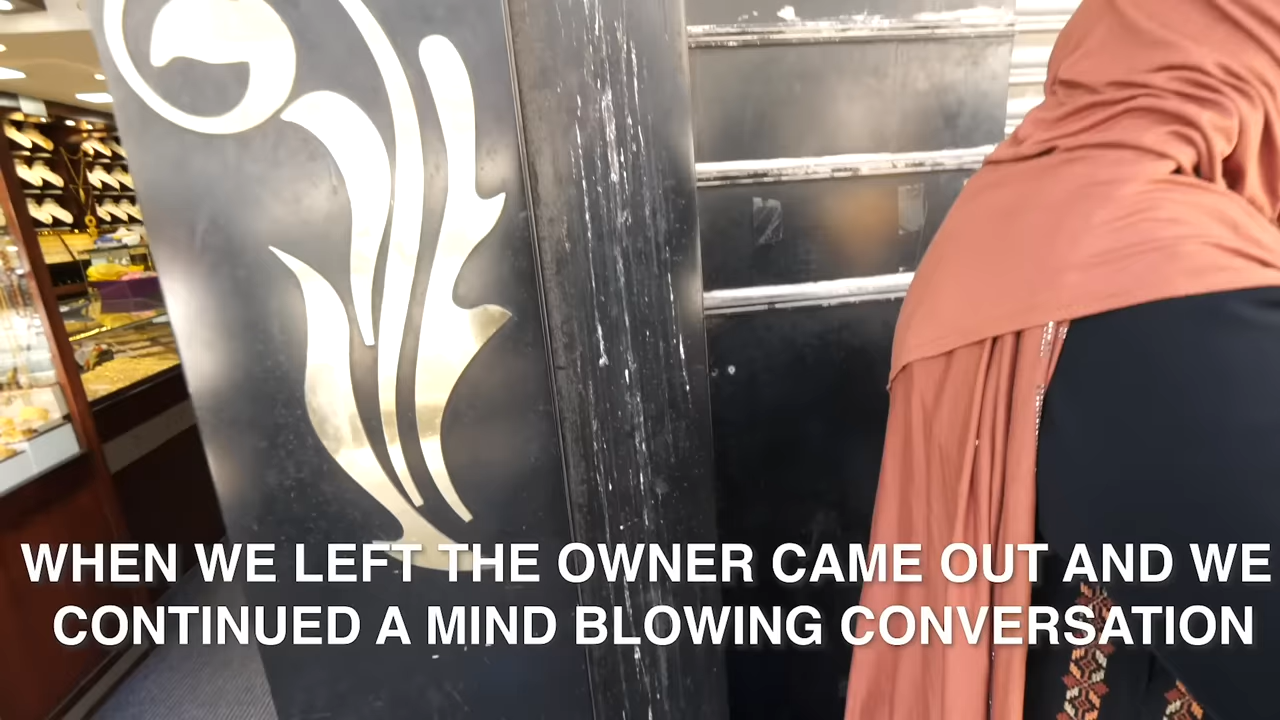 WHEN WE LEFT THE OWNER CAME OUT AND WE
CONTINUED A MIND BLOWING CONVERSATION